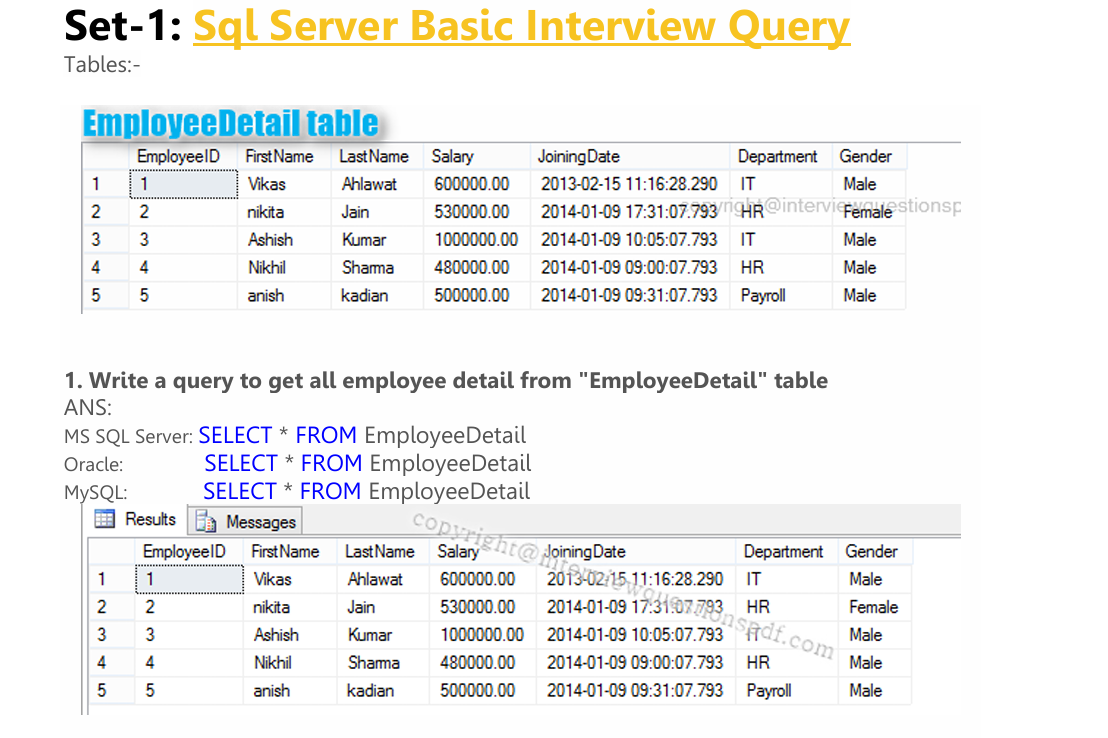 Set-1: Sql Server Basic Interview Query
Tables:-
EmployeeDetail table
EmployeeID FirstName LastName Salary JoiningDate Department Gender
1 1 Vikas Ahlawat 600000.00 2013-02-15 11:16:28.290 IT Male
copyright@interviewquestionsp
2 2 nikita Jain 530000.00 2014-01-09 17:31:07.793 HR Female
3 3 Ashish Kumar 1000000.00 2014-01-09 10:05:07.793 IT Male
4 4 Nikhil Sharma 480000.00 2014-01-09 09:00:07.793 HR Male
5 5 anish kadian 500000.00 2014-01-09 09:31:07.793 Payroll Male
1. Write a query to get all employee detail from "EmployeeDetail" table
ANS:
MS SQL Server: SELECT * FROM EmployeeDetail
Oracle: SELECT * FROM EmployeeDetail
MySQL: SELECT * FROM EmployeeDetail
Results Messages
copyright@interviewquestionspdf.com
EmployeeID FirstName LastName Salary JoiningDate Department Gender
1 1 Vikas Ahlawat 600000.00 2013-02-15 11:16:28.290 IT Male
2 2 nikita Jain 530000.00 2014-01-09 17:31:07.793 HR Female
3 3 Ashish Kumar 1000000.00 2014-01-09 10:05:07.793 IT Male
4 4 Nikhil Sharma 480000.00 2014-01-09 09:00:07.793 HR Male
5 5 anish kadian 500000.00 2014-01-09 09:31:07.793 Payroll Male